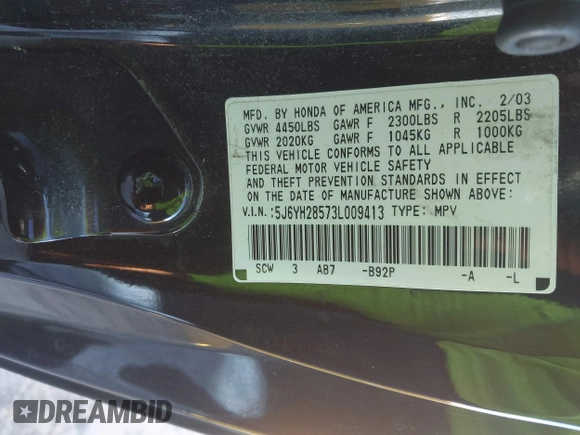 MFD. BY HONDA OF AMERICA MFG., INC. 2/03
GVWR 4450LBS GAWR F 2300LBS R 2205LBS
GVWR 2020KG GAWR F 1045KG R 1000KG
THIS VEHICLE CONFORMS TO ALL APPLICABLE
FEDERAL MOTOR VEHICLE SAFETY
AND THEFT PREVENTION STANDARDS IN EFFECT
ON THE DATE OF MANUFACTURE SHOWN ABOVE:
V.I.N.:5J6YH28573L009413 TYPE: MPV
SCW 3 AB7 -B92P -A -L
DREAMBID